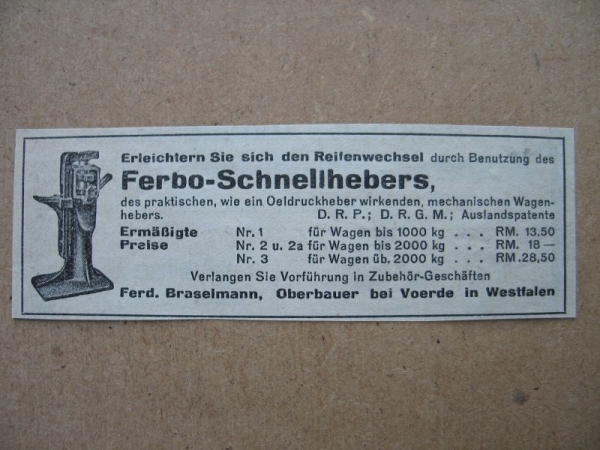 Erleichtern Sie sich den Reifenwechsel durch Benutzung des
Ferbo-Schnellhebers,
des praktischen, wie ein Oeldruckheber wirkenden, mechanischen Wagen-
hebers. D. R. P.; D. R. G. M.; Auslandspatente
Ermäßigte Nr. 1 für Wagen bis 1000 kg . . . RM. 13,50
Preise Nr. 2 u. 2a für Wagen bis 2000 kg . . . RM. 18 —
Nr. 3 für Wagen üb. 2000 kg . . . RM .28,50
Verlangen Sie Vorführung in Zubehör-Geschäften
Ferd. Braselmann, Oberbauer bei Voerde in Westfalen